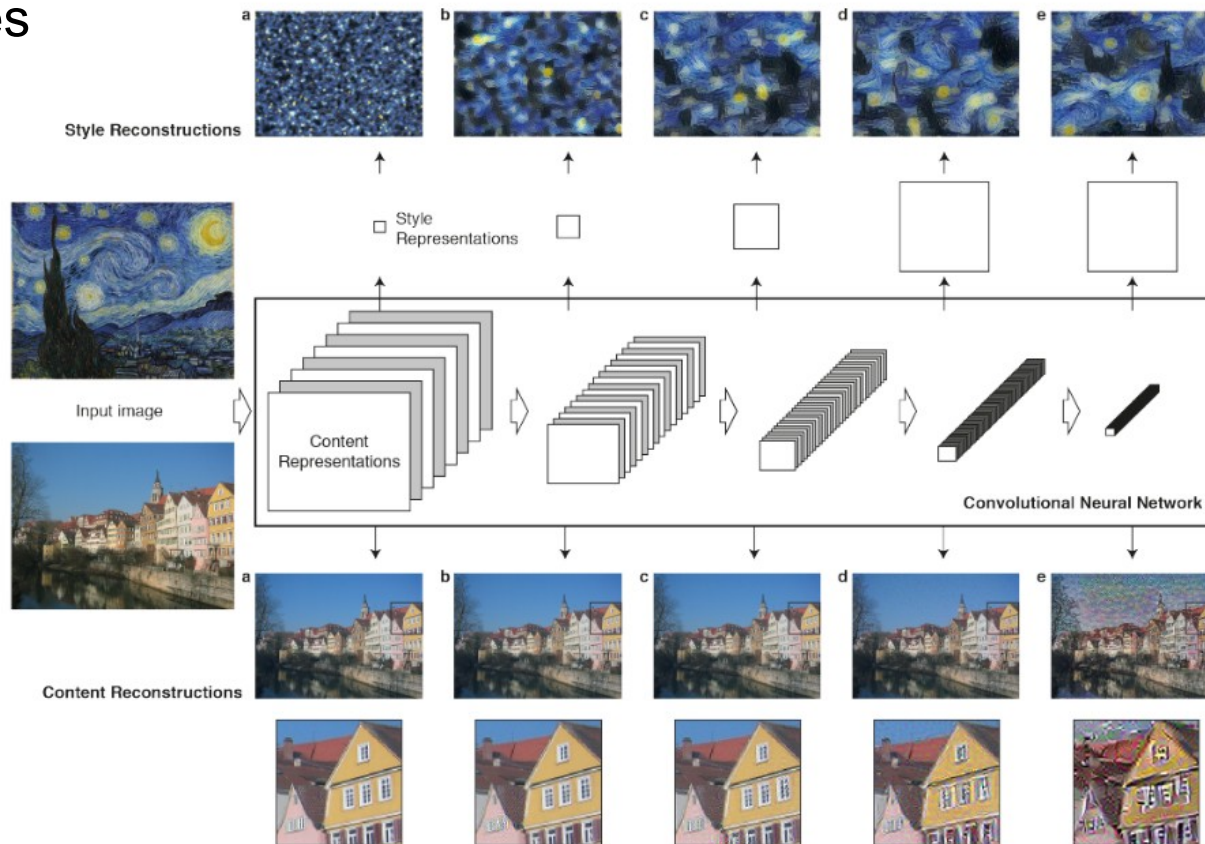 es
a b c d e
Style Reconstructions
Style
Representations
Input image
Content
Representations
Convolutional Neural Network
a b c d e
Content Reconstructions